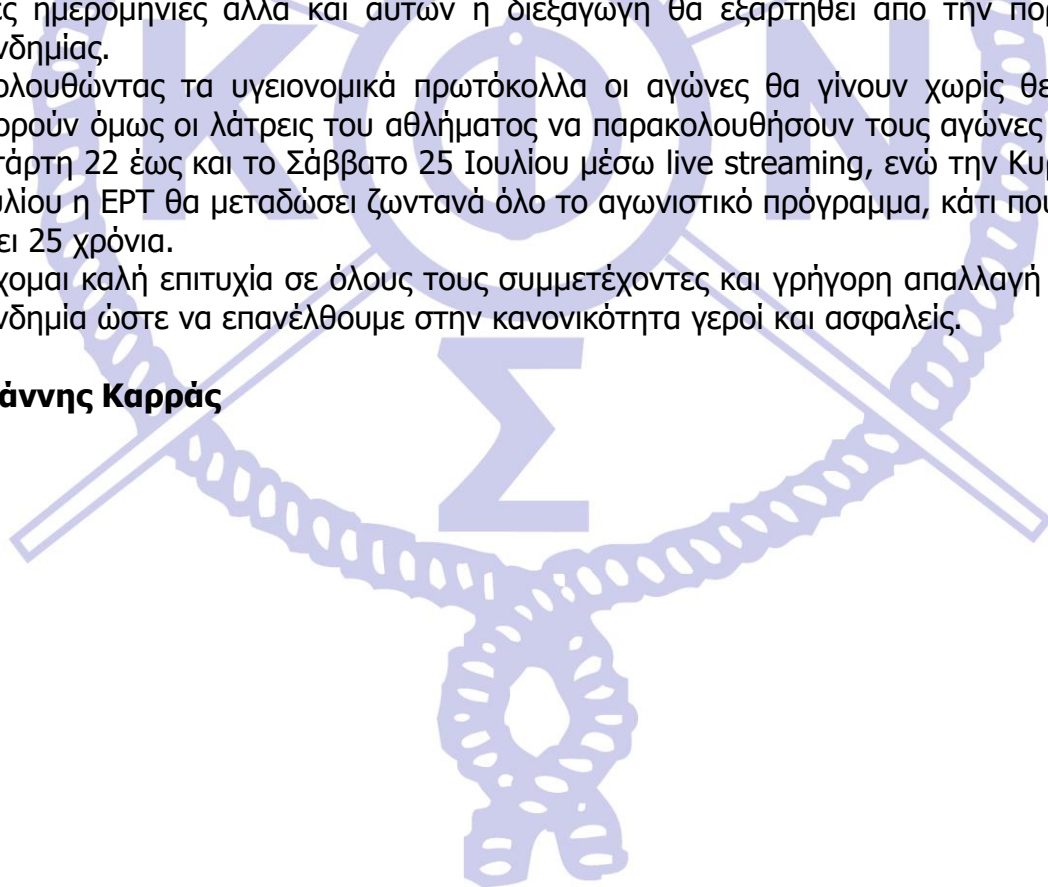 ές ημερομηνίες αλλά και αυτών η διεξαγωγή θα εξαρτηθεί από την πορ
νδημίας.
ολουθώντας τα υγειονομικά πρωτόκολλα οι αγώνες θα γίνουν χωρίς θε
ορούν όμως οι λάτρεις του αθλήματος να παρακολουθήσουν τους αγώνες
τάρτη 22 έως και το Σάββατο 25 Ιουλίου μέσω live streaming, ενώ την Κυρ
υλίου η ΕΡΤ θα μεταδώσει ζωντανά όλο το αγωνιστικό πρόγραμμα, κάτι που
ει 25 χρόνια.
χομαι καλή επιτυχία σε όλους τους συμμετέχοντες και γρήγορη απαλλαγή
νδημία ώστε να επανέλθουμε στην κανονικότητα γεροί και ασφαλείς.
άννης Καρράς
Κ Φ Ν
Σ